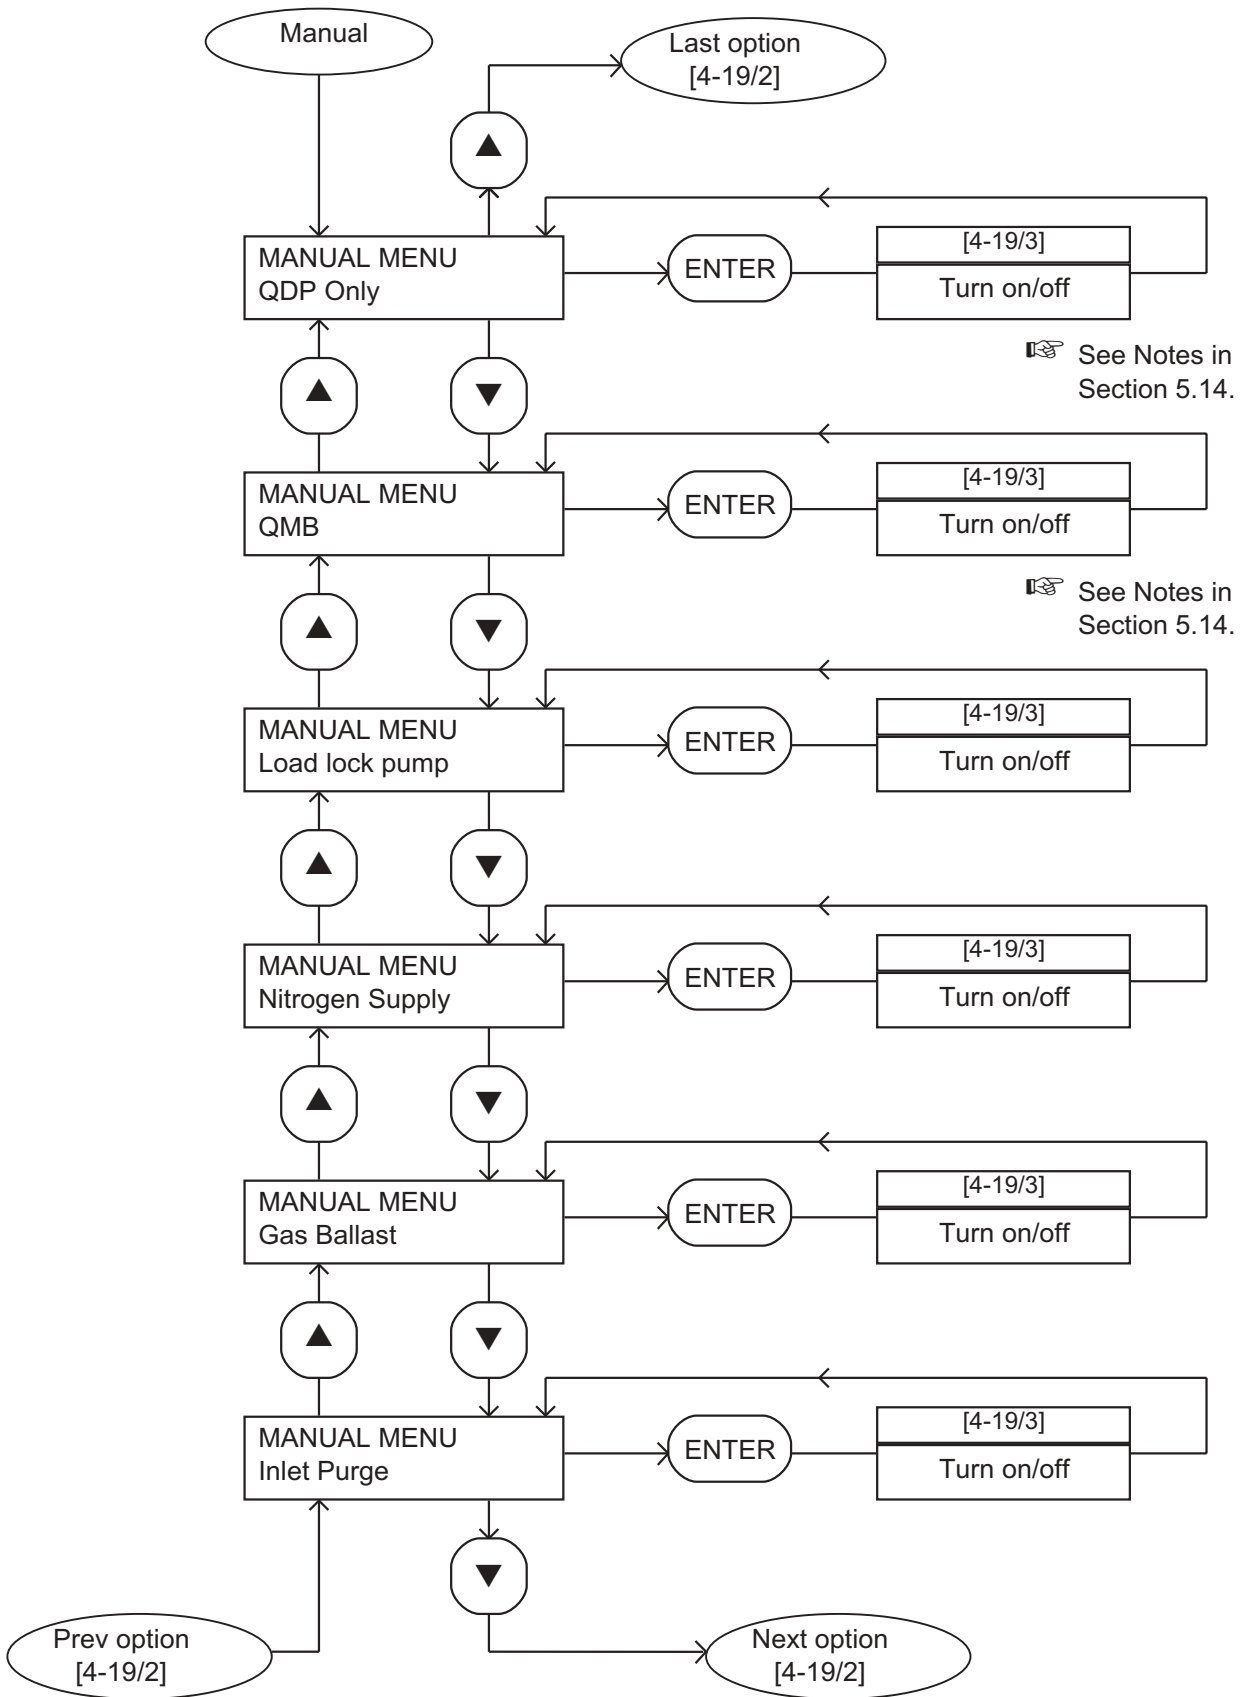 Manual
Last option
[4-19/2]
▲
MANUAL MENU
QDP Only
ENTER
[4-19/3]
Turn on/off
☞ See Notes in
Section 5.14.
▲
▼
MANUAL MENU
QMB
ENTER
[4-19/3]
Turn on/off
☞ See Notes in
Section 5.14.
▲
▼
MANUAL MENU
Load lock pump
ENTER
[4-19/3]
Turn on/off
▲
▼
MANUAL MENU
Nitrogen Supply
ENTER
[4-19/3]
Turn on/off
▲
▼
MANUAL MENU
Gas Ballast
ENTER
[4-19/3]
Turn on/off
▲
▼
MANUAL MENU
Inlet Purge
ENTER
[4-19/3]
Turn on/off
▼
Prev option
[4-19/2]
Next option
[4-19/2]